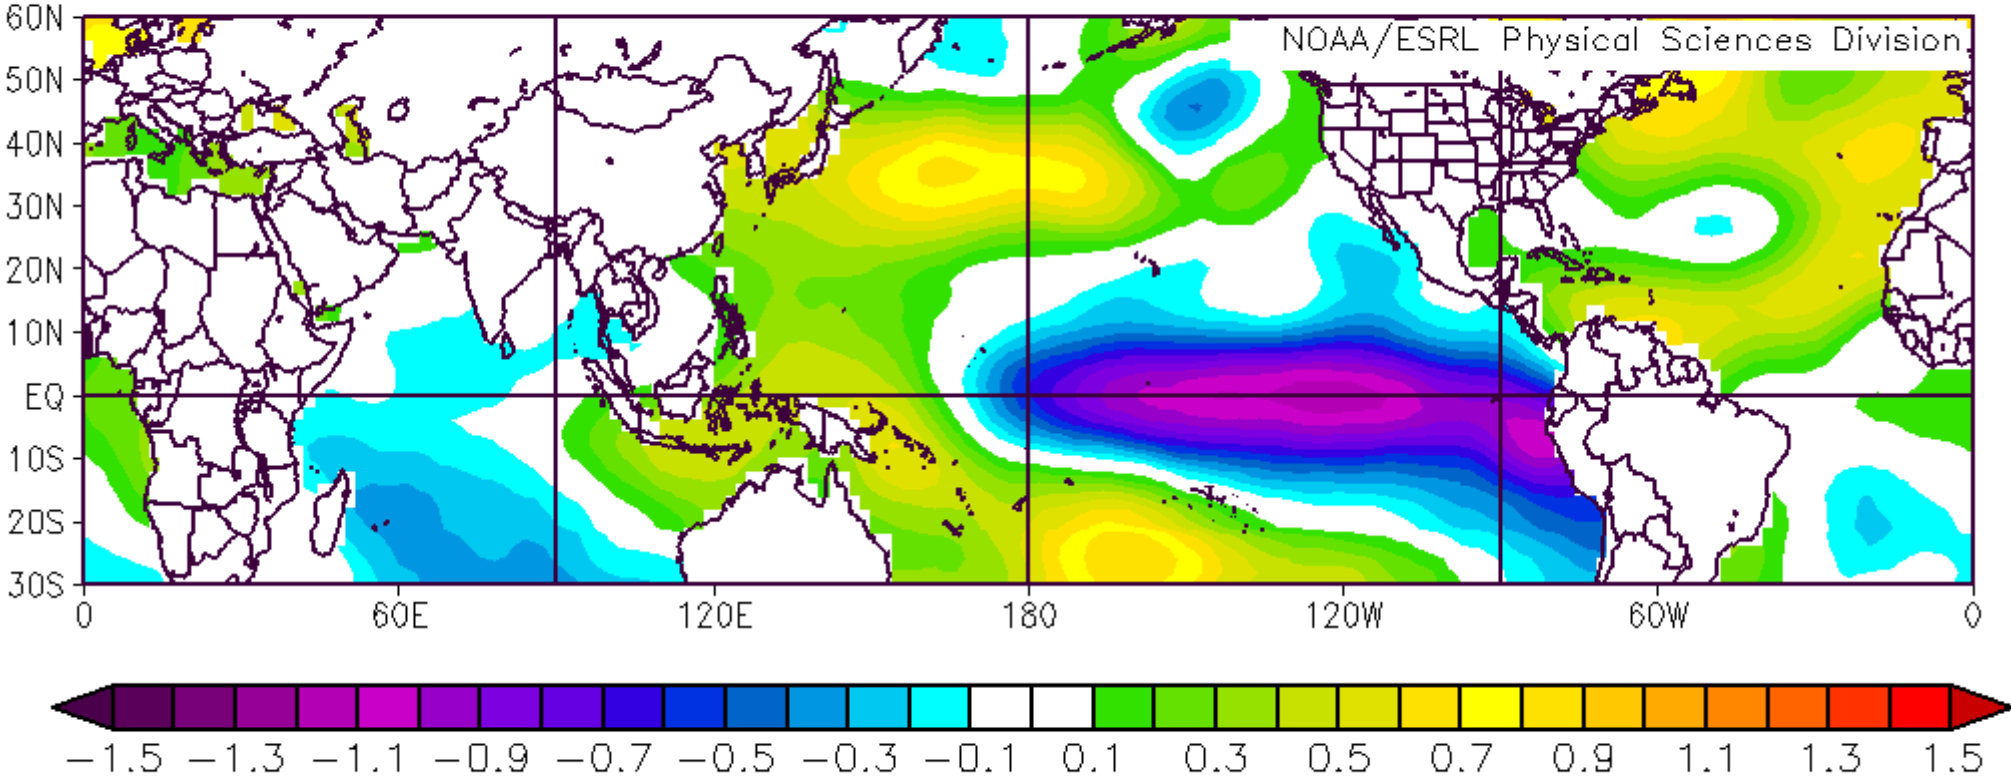 60N
NOAA/ESRL Physical Sciences Division
50N
40N
30N
20N
10N
EQ
10S
20S
30S
0 60E 120E 180 120W 60W 0
−1.5 −1.3 −1.1 −0.9 −0.7 −0.5 −0.3 −0.1 0.1 0.3 0.5 0.7 0.9 1.1 1.3 1.5